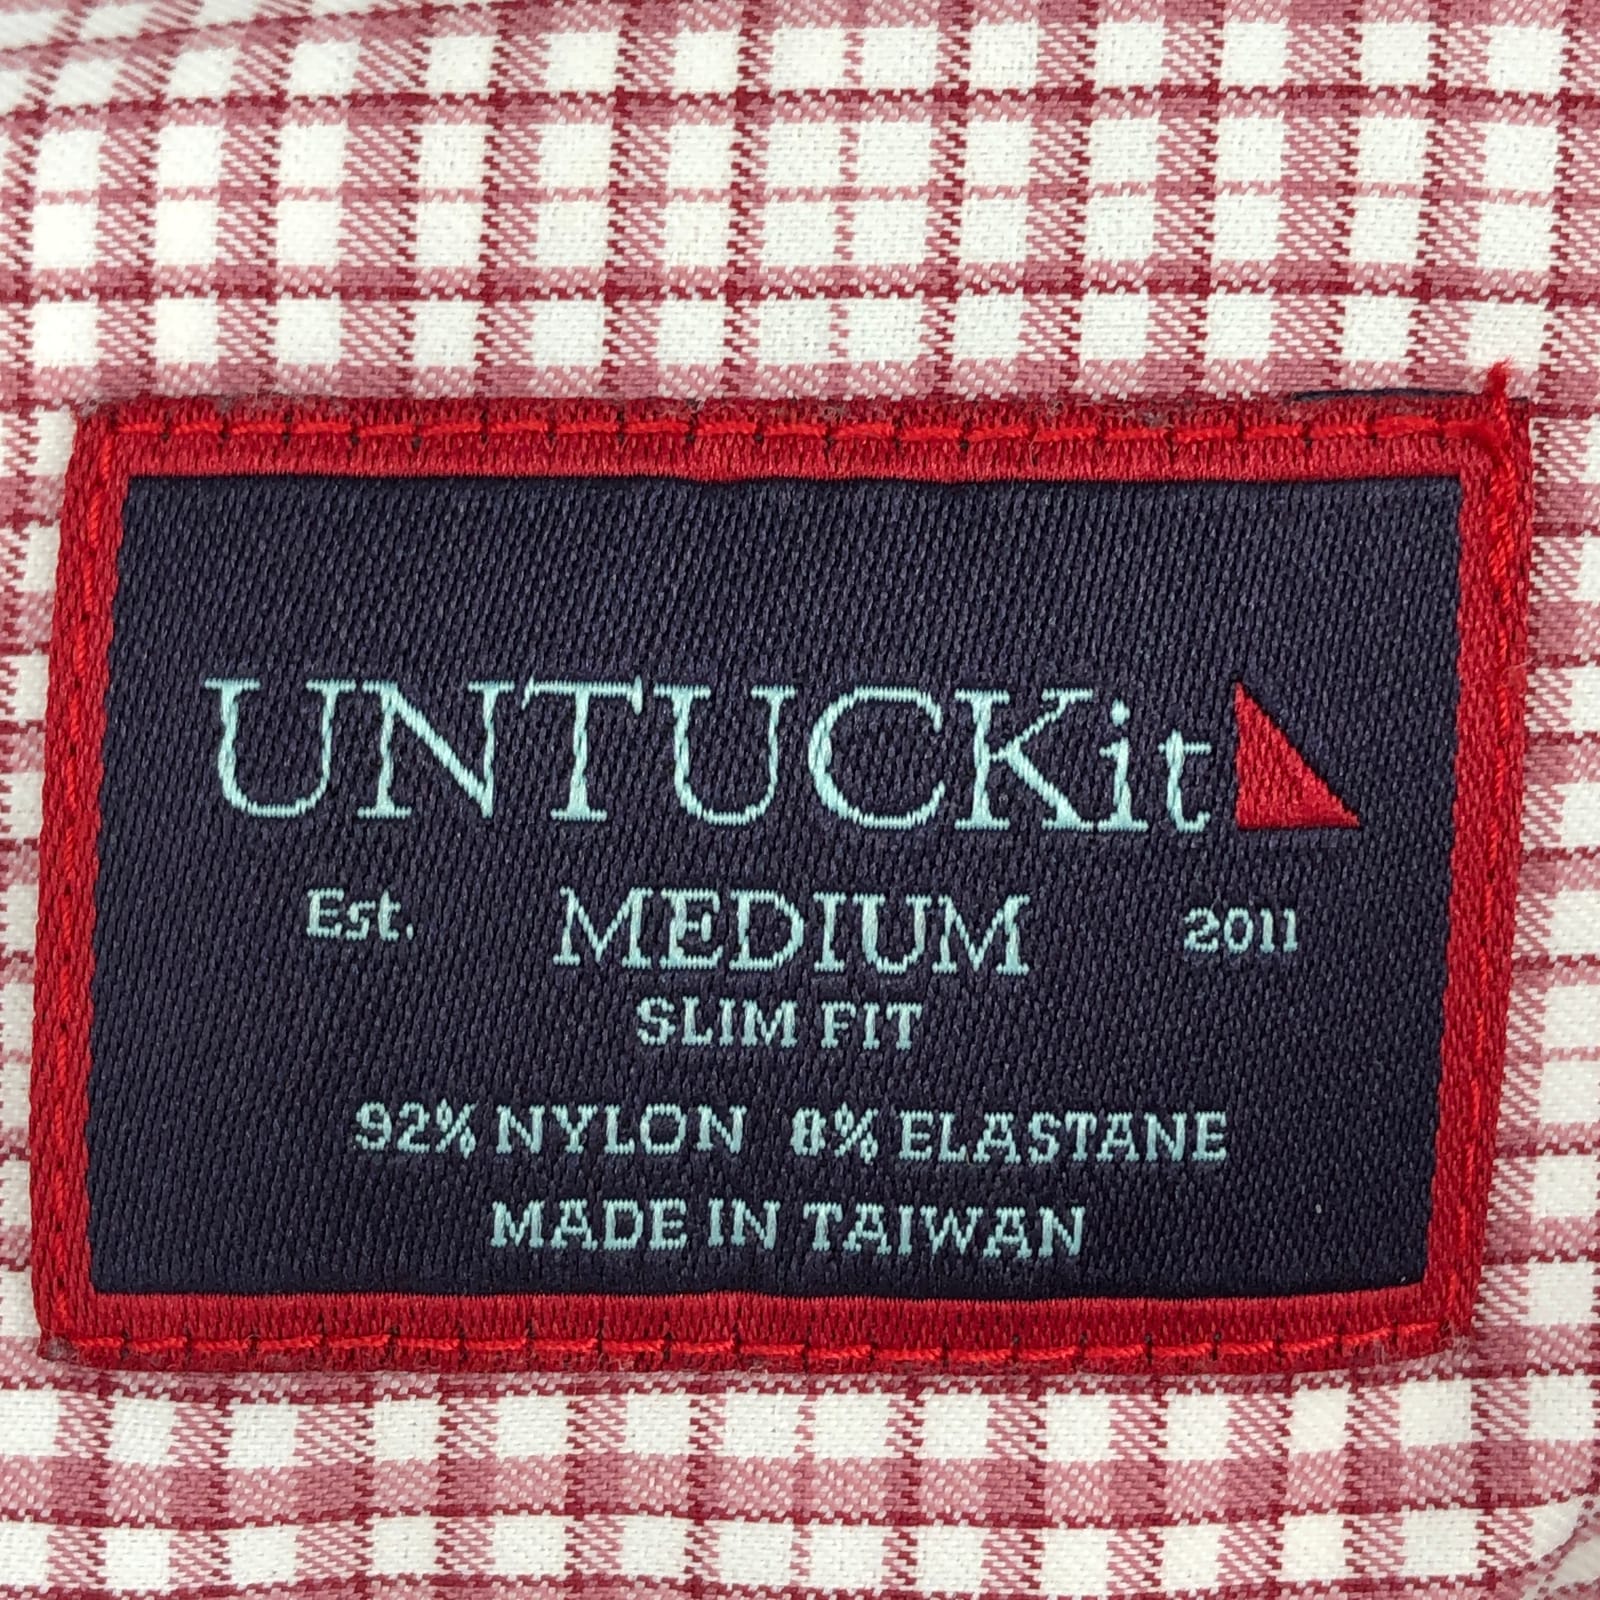 UNTUCKit
Est. MEDIUM 2011
SLIM FIT
92% NYLON 8% ELASTANE
MADE IN TAIWAN